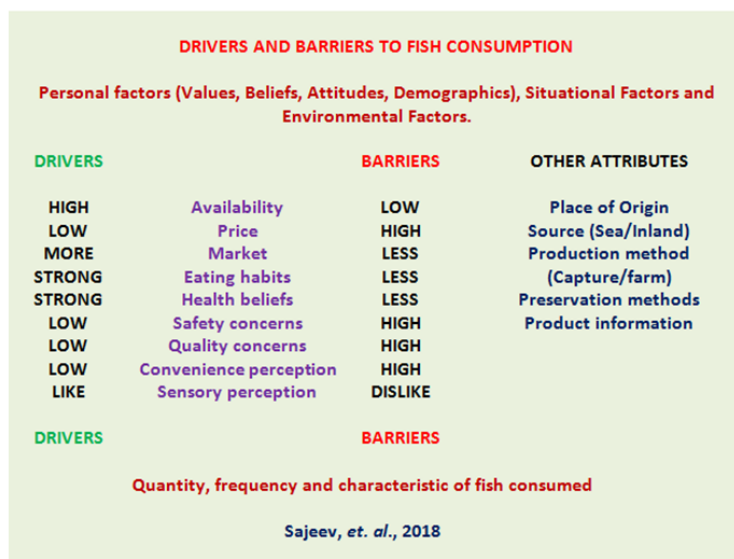 DRIVERS AND BARRIERS TO FISH CONSUMPTION
Personal factors (Values, Beliefs, Attitudes, Demographics), Situational Factors and
Environmental Factors.
DRIVERS BARRIERS OTHER ATTRIBUTES
HIGH Availability LOW Place of Origin
LOW Price HIGH Source (Sea/Inland)
MORE Market LESS Production method
STRONG Eating habits LESS (Capture/farm)
STRONG Health beliefs LESS Preservation methods
LOW Safety concerns HIGH Product information
LOW Quality concerns HIGH
LOW Convenience perception HIGH
LIKE Sensory perception DISLIKE
DRIVERS BARRIERS
Quantity, frequency and characteristic of fish consumed
Sajeev, et. al., 2018